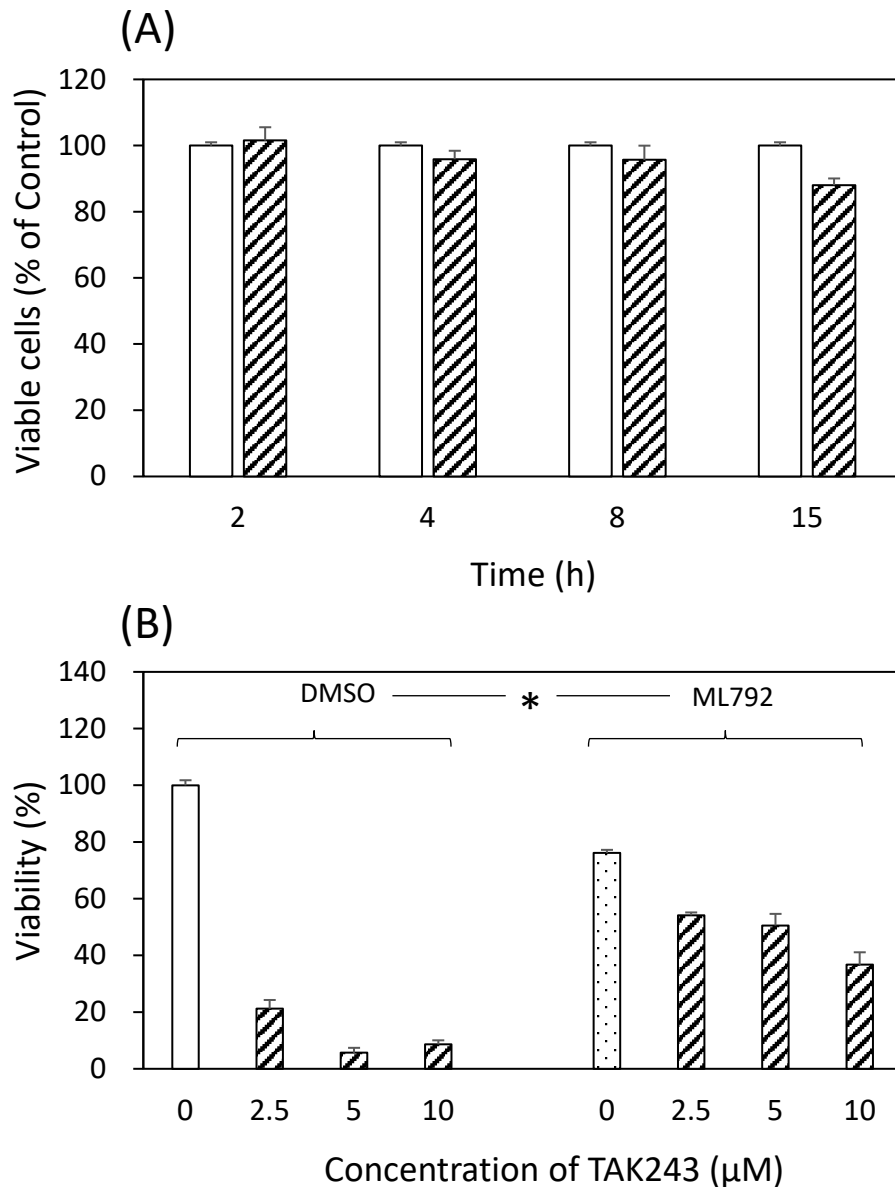 (A)
120
100
80
60
40
20
0
Viable cells (% of Control)
2 4 8 15
Time (h)
(B)
140
120
100
80
60
40
20
0
Viability (%)
DMSO * ML792
0 2.5 5 10 0 2.5 5 10
Concentration of TAK243 (μM)